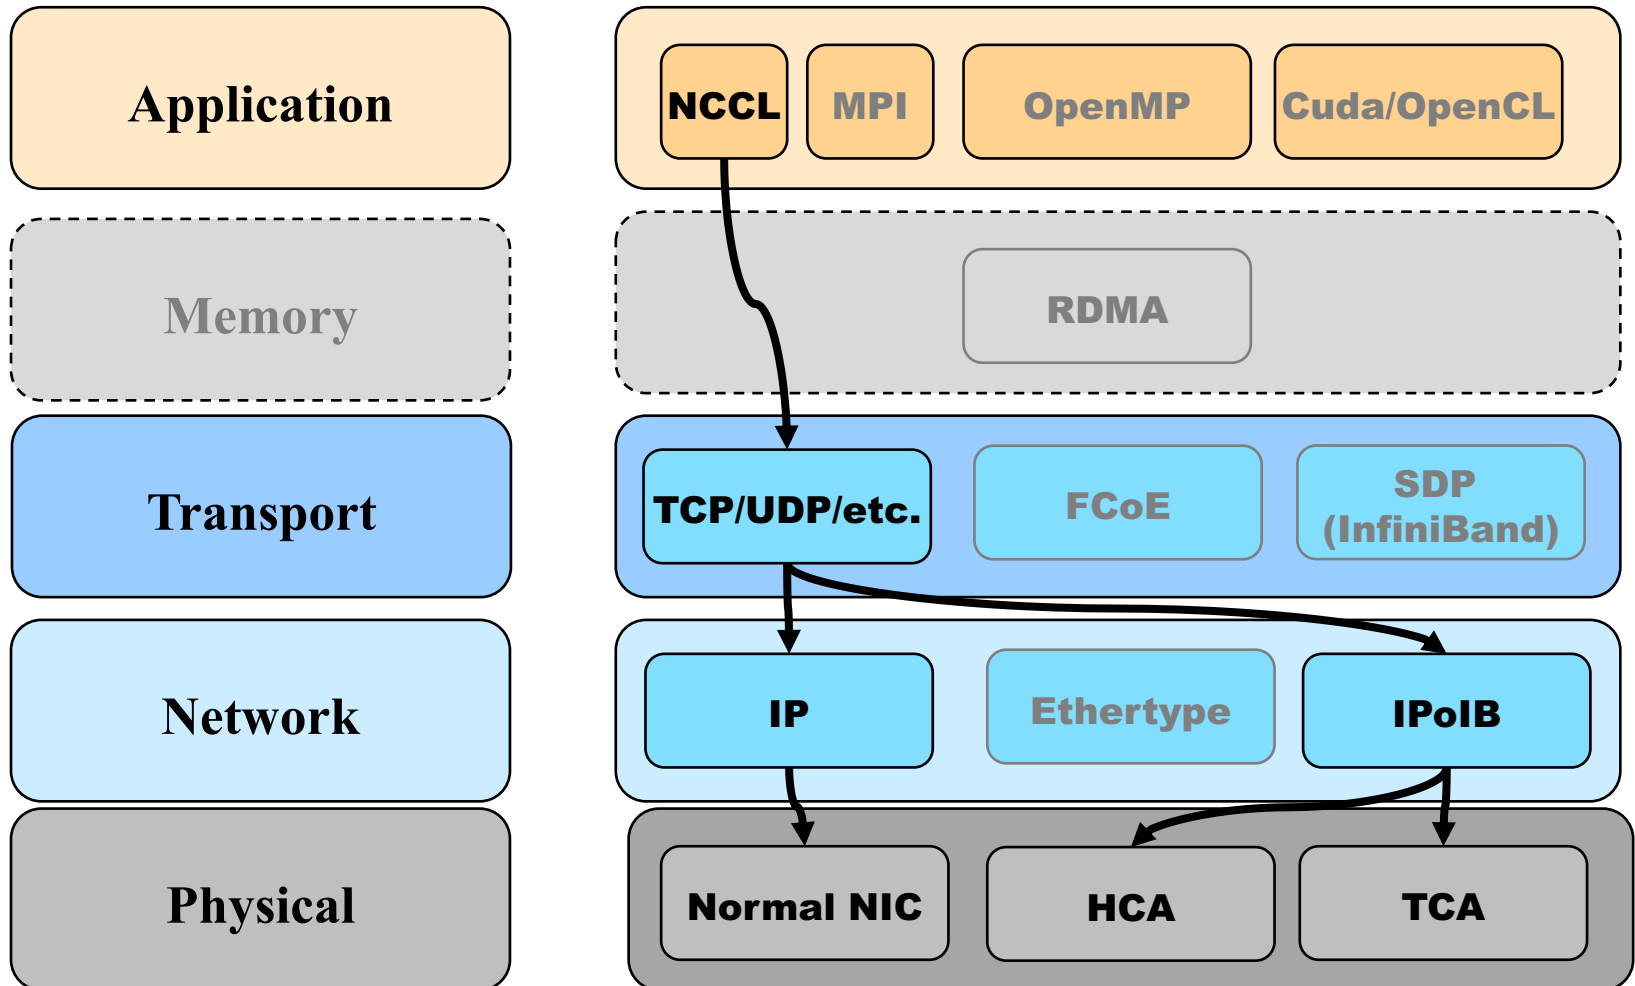 Application
NCCL
MPI
OpenMP
Cuda/OpenCL
Memory
RDMA
Transport
TCP/UDP/etc.
FCoE
SDP
(InfiniBand)
Network
IP
Ethertype
IPoIB
Physical
Normal NIC
HCA
TCA